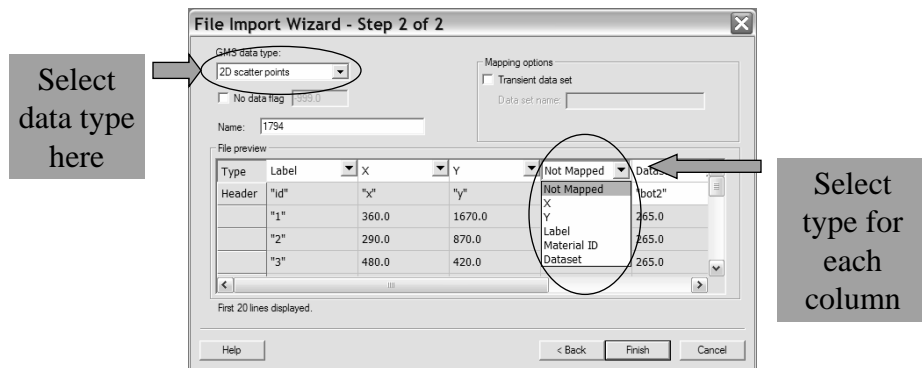 File Import Wizard - Step 2 of 2
Select
data type
here
GMS data type:
2D scatter points
No data flag -999.0
Name: 1794
Mapping options
Transient data set
Data set name:
File preview
Type Label X Y Not Mapped Datas
Header "id" "x" "y" "bot2"
"1" 360.0 1670.0 265.0
"2" 290.0 870.0 265.0
"3" 480.0 420.0 265.0
Not Mapped
X
Y
Label
Material ID
Dataset
First 20 lines displayed.
Help < Back Finish Cancel
Select
type for
each
column